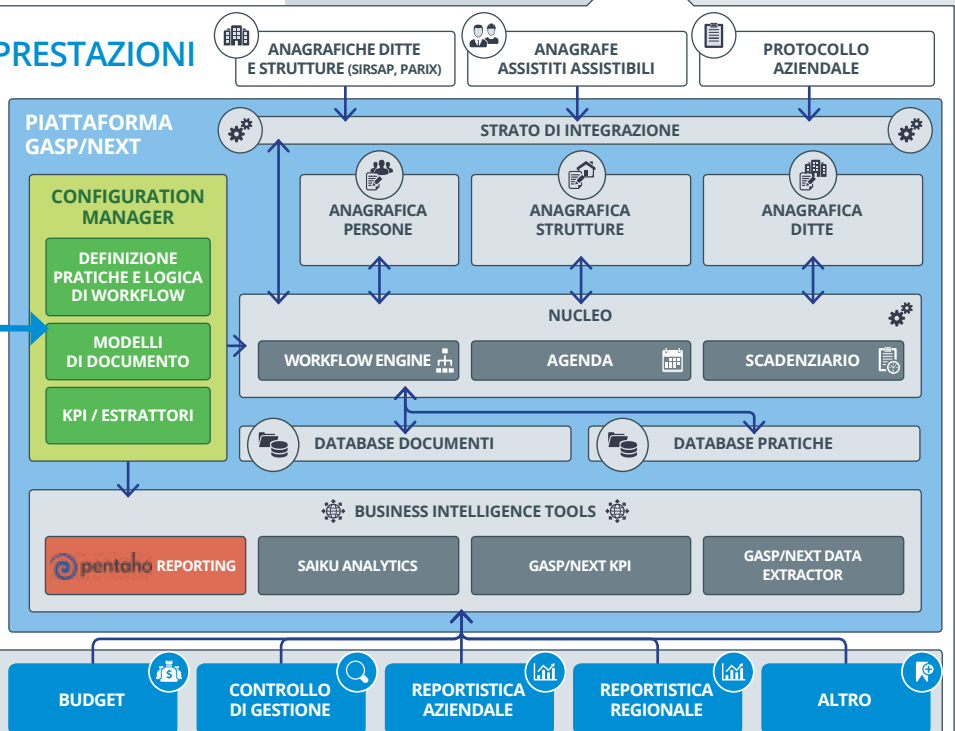 PRESTAZIONI
ANAGRAFICHE DITTE
E STRUTTURE (SIRSAP, PARIX)
ANAGRAFE
ASSISTITI ASSISTIBILI
PROTOCOLLO
AZIENDALE
PIATTAFORMA
GASP/NEXT
STRATO DI INTEGRAZIONE
CONFIGURATION
MANAGER
DEFINIZIONE
PRATICHE E LOGICA
DI WORKFLOW
MODELLI
DI DOCUMENTO
KPI / ESTRATTORI
ANAGRAFICA
PERSONE
ANAGRAFICA
STRUTTURE
ANAGRAFICA
DITTE
NUCLEO
WORKFLOW ENGINE
AGENDA
SCADENZIARIO
DATABASE DOCUMENTI
DATABASE PRATICHE
BUSINESS INTELLIGENCE TOOLS
pentaho REPORTING
SAIKU ANALYTICS
GASP/NEXT KPI
GASP/NEXT DATA
EXTRACTOR
BUDGET
CONTROLLO
DI GESTIONE
REPORTISTICA
AZIENDALE
REPORTISTICA
REGIONALE
ALTRO